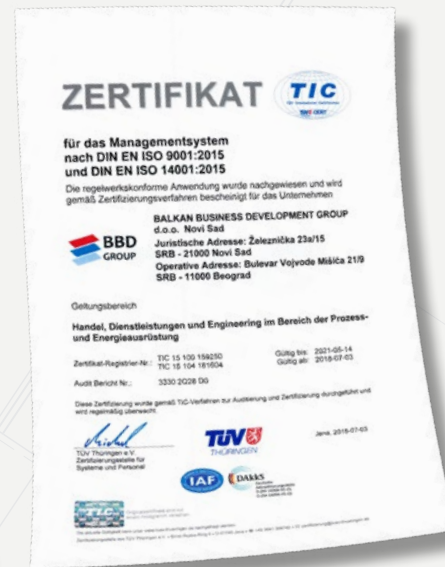 ZERTIFIKAT
TIC
für das Managementsystem
nach DIN EN ISO 9001:2015
und DIN EN ISO 14001:2015
Die regelwerkskonforme Anwendung wurde nachgewiesen und wird
gemäß Zertifizierungsverfahren bescheinigt für das Unternehmen
BBD
GROUP
BALKAN BUSINESS DEVELOPMENT GROUP
d.o.o. Novi Sad
Juristische Adresse: Železnička 23a/15
SRB - 21000 Novi Sad
Operative Adresse: Bulevar Vojvode Mišića 21/9
SRB - 11000 Beograd
Geltungsbereich
Handel, Dienstleistungen und Engineering im Bereich der Prozess-
und Energieausrüstung
Zertifikat-Registrier-Nr.: TIC 15 100 159250
TIC 15 104 181604
Gültig bis: 2021-05-14
Gültig ab: 2018-07-03
Audit Bericht Nr.: 3330 2Q28 D0
Diese Zertifizierung wurde gemäß TIC-Verfahren zur Auditierung und Zertifizierung durchgeführt und
wird regelmäßig überwacht.
TÜV Thüringen e.V.
Zertifizierungsstelle für
Systeme und Personal
TÜV
THÜRINGEN
Jena, 2018-07-03
IAF
DAkkS
TIC